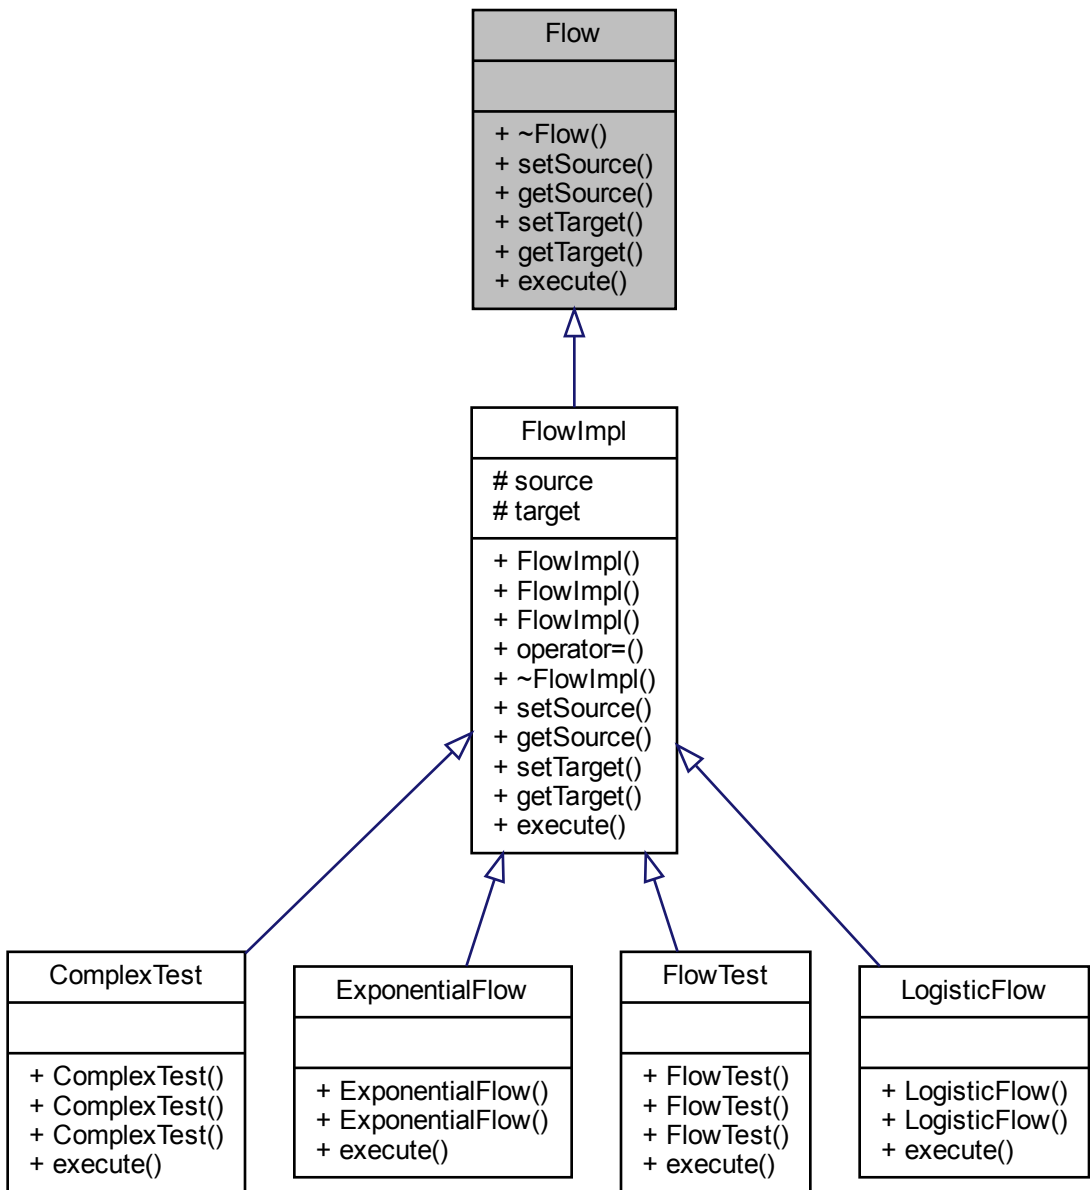 Flow
+ ~Flow()
+ setSource()
+ getSource()
+ setTarget()
+ getTarget()
+ execute()
FlowImpl
# source
# target
+ FlowImpl()
+ FlowImpl()
+ FlowImpl()
+ operator=()
+ ~FlowImpl()
+ setSource()
+ getSource()
+ setTarget()
+ getTarget()
+ execute()
ComplexTest
+ ComplexTest()
+ ComplexTest()
+ ComplexTest()
+ execute()
ExponentialFlow
+ ExponentialFlow()
+ ExponentialFlow()
+ execute()
FlowTest
+ FlowTest()
+ FlowTest()
+ FlowTest()
+ execute()
LogisticFlow
+ LogisticFlow()
+ LogisticFlow()
+ execute()